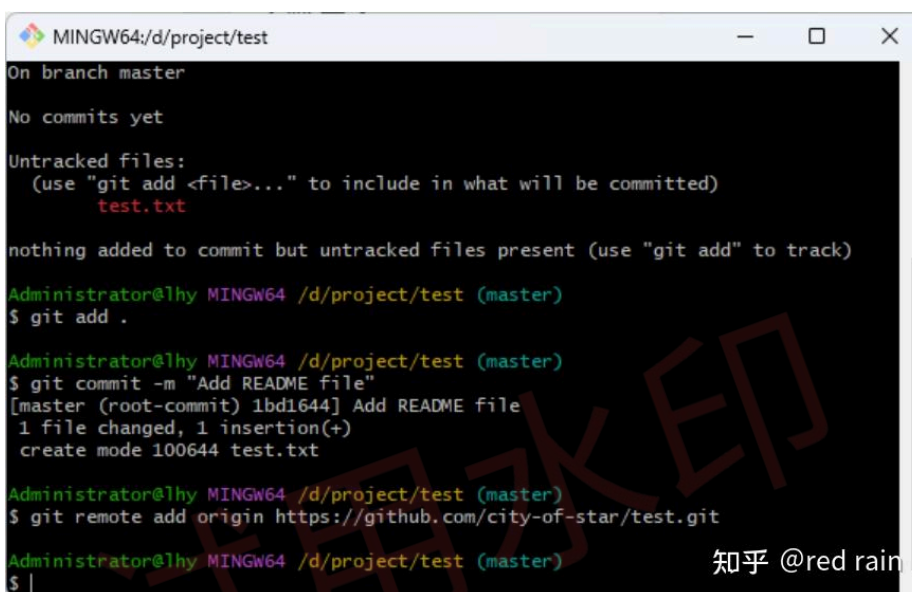 MINGW64:/d/project/test
On branch master
No commits yet
Untracked files:
(use "git add <file>..." to include in what will be committed)
test.txt
nothing added to commit but untracked files present (use "git add" to track)
Administrator@lhy MINGW64 /d/project/test (master)
$ git add .
Administrator@lhy MINGW64 /d/project/test (master)
$ git commit -m "Add README file"
[master (root-commit) 1bd1644] Add README file
1 file changed, 1 insertion(+)
create mode 100644 test.txt
Administrator@lhy MINGW64 /d/project/test (master)
$ git remote add origin https://github.com/city-of-star/test.git
Administrator@lhy MINGW64 /d/project/test (master)
$
知乎 @red rain
用水印